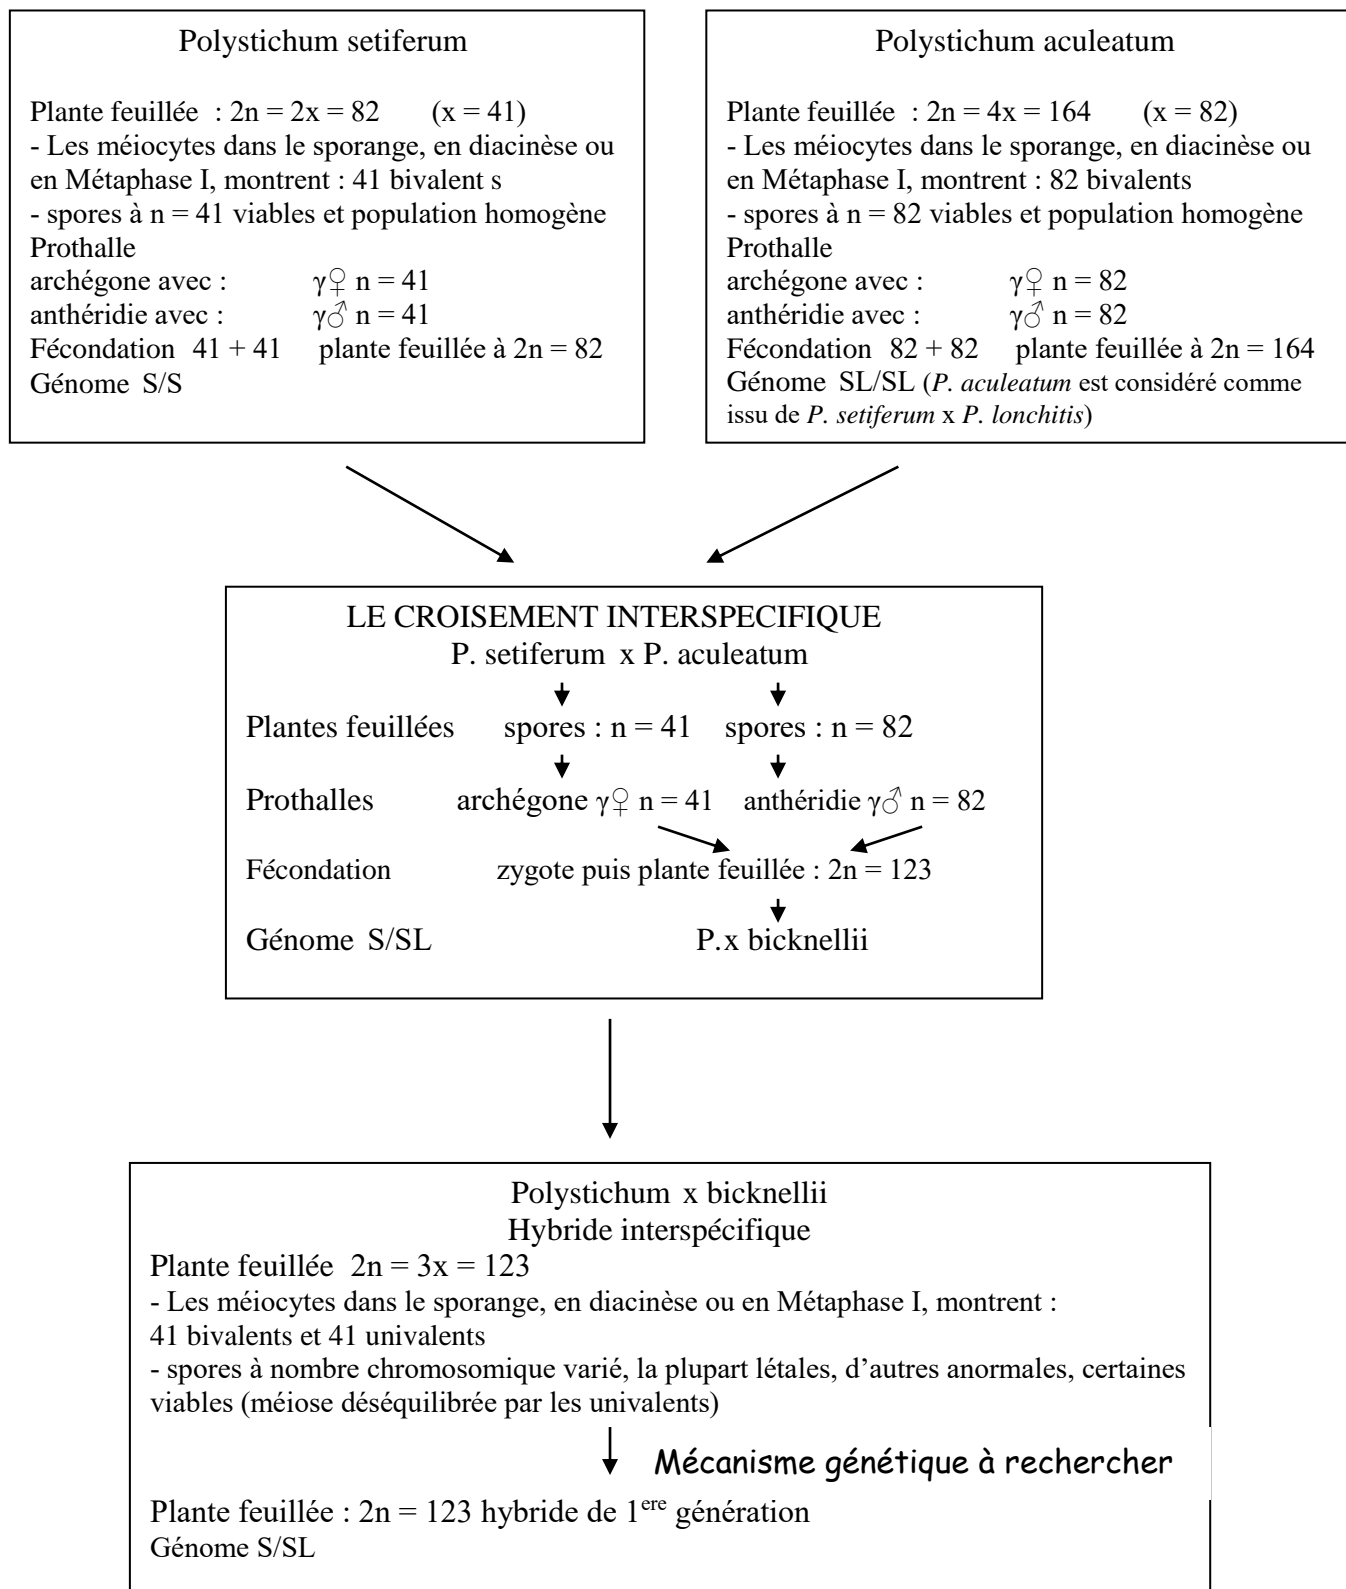 Polystichum setiferum
Plante feuillée : 2n = 2x = 82 (x = 41)
- Les méiocytes dans le sporange, en diacinèse ou
en Métaphase I, montrent : 41 bivalent s
- spores à n = 41 viables et population homogène
Prothalle
archégone avec : γ♀ n = 41
anthéridie avec : γ♂ n = 41
Fécondation 41 + 41 plante feuillée à 2n = 82
Génome S/S
Polystichum aculeatum
Plante feuillée : 2n = 4x = 164 (x = 82)
- Les méiocytes dans le sporange, en diacinèse ou
en Métaphase I, montrent : 82 bivalents
- spores à n = 82 viables et population homogène
Prothalle
archégone avec : γ♀ n = 82
anthéridie avec : γ♂ n = 82
Fécondation 82 + 82 plante feuillée à 2n = 164
Génome SL/SL (P. aculeatum est considéré comme
issu de P. setiferum x P. lonchitis)
LE CROISEMENT INTERSPECIFIQUE
P. setiferum x P. aculeatum
Plantes feuillées spores : n = 41 spores : n = 82
Prothalles archégone γ♀ n = 41 anthéridie γ♂ n = 82
Fécondation zygote puis plante feuillée : 2n = 123
Génome S/SL P.x bicknellii
Polystichum x bicknellii
Hybride interspécifique
Plante feuillée 2n = 3x = 123
- Les méiocytes dans le sporange, en diacinèse ou en Métaphase I, montrent :
41 bivalents et 41 univalents
- spores à nombre chromosomique varié, la plupart létales, d'autres anormales, certaines
viables (méiose déséquilibrée par les univalents)
Mécanisme génétique à rechercher
Plante feuillée : 2n = 123 hybride de 1ere génération
Génome S/SL